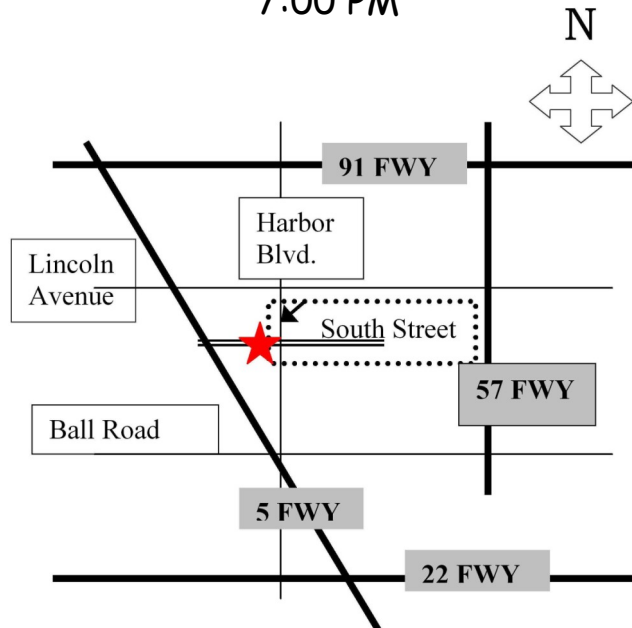 7:00 PM
N
91 FWY
Harbor
Blvd.
Lincoln
Avenue
South Street
57 FWY
Ball Road
5 FWY
22 FWY